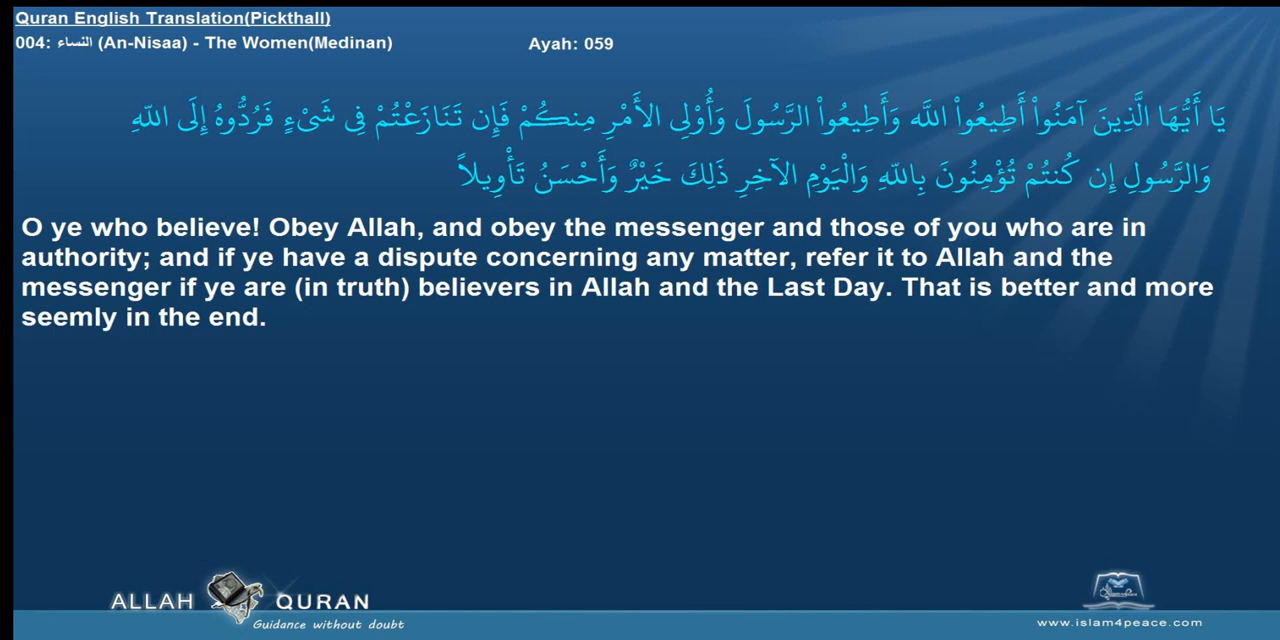 Quran English Translation(Pickthall)
004: النساء (An-Nisaa) - The Women(Medinan)
Ayah: 059
يَا أَيُّهَا الَّذِينَ آمَنُواْ أَطِيعُواْ اللَّه وَأَطِيعُواْ الرَّسُولَ وَأُوْلِى الأَمْرِ مِنكُمْ فَإِن تَنَازَعْتُمْ فِى شَىْءٍ فَرُدُّوهُ إِلَى اللّهِ
وَالرَّسُولِ إِن كُنتُمْ تُؤْمِنُونَ بِاللّهِ وَالْيَوْمِ الآخِرِ ذَلِكَ خَيْرٌ وَأَحْسَنُ تَأْوِيلاً
O ye who believe! Obey Allah, and obey the messenger and those of you who are in
authority; and if ye have a dispute concerning any matter, refer it to Allah and the
messenger if ye are (in truth) believers in Allah and the Last Day. That is better and more
seemly in the end.
ALLAH QURAN
Guidance without doubt
www.islam4peace.com